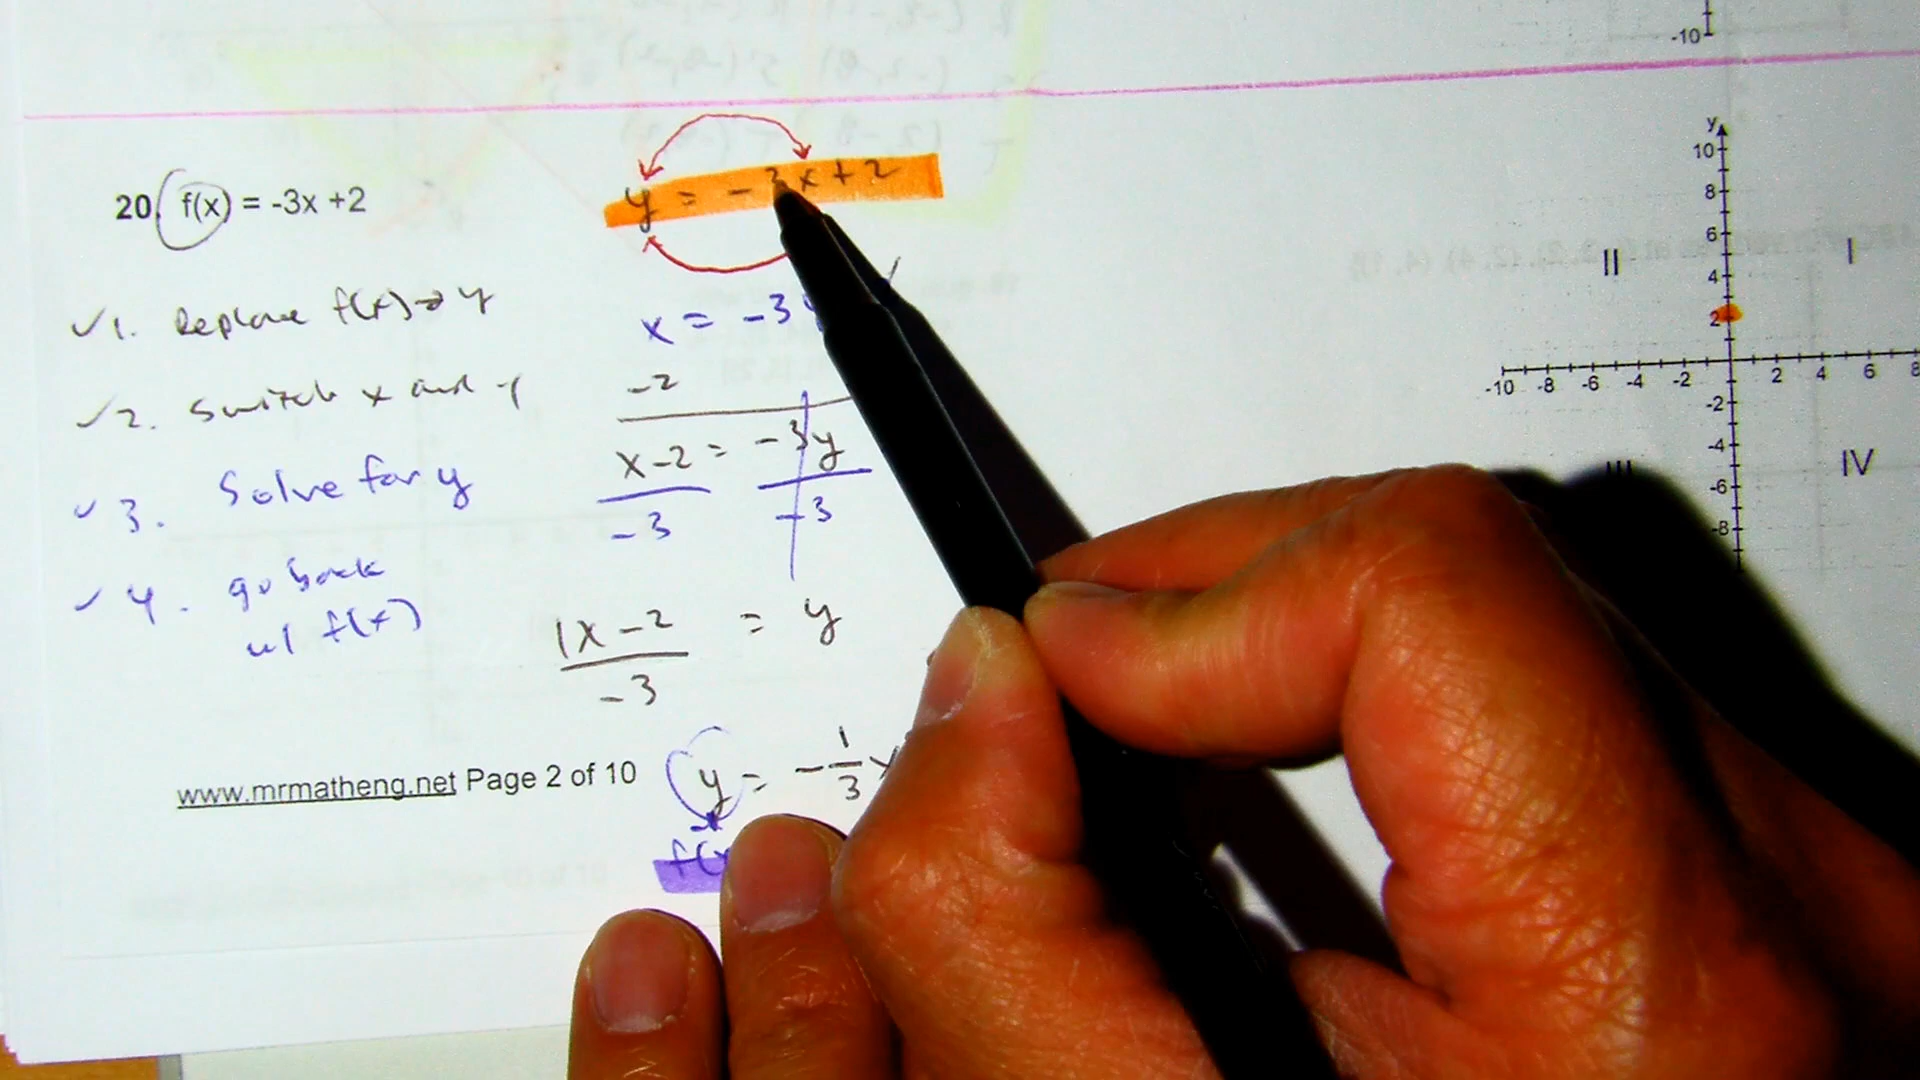 -10
20. f(x) = -3x +2
y = -3x + 2
✓1. Replace f(x) → y
x = -3
✓2. Switch x and y
-2
x-2 = -3y
-3 -3
✓3. Solve for y
✓4. go back
w/ f(x)
1x-2 = y
-3
www.mrmatheng.net Page 2 of 10
y = -1/3 x
f(x
y
10
8
6
4
2
II I
-10 -8 -6 -4 -2 2 4 6 8
-2
-4
-6
-8
IV